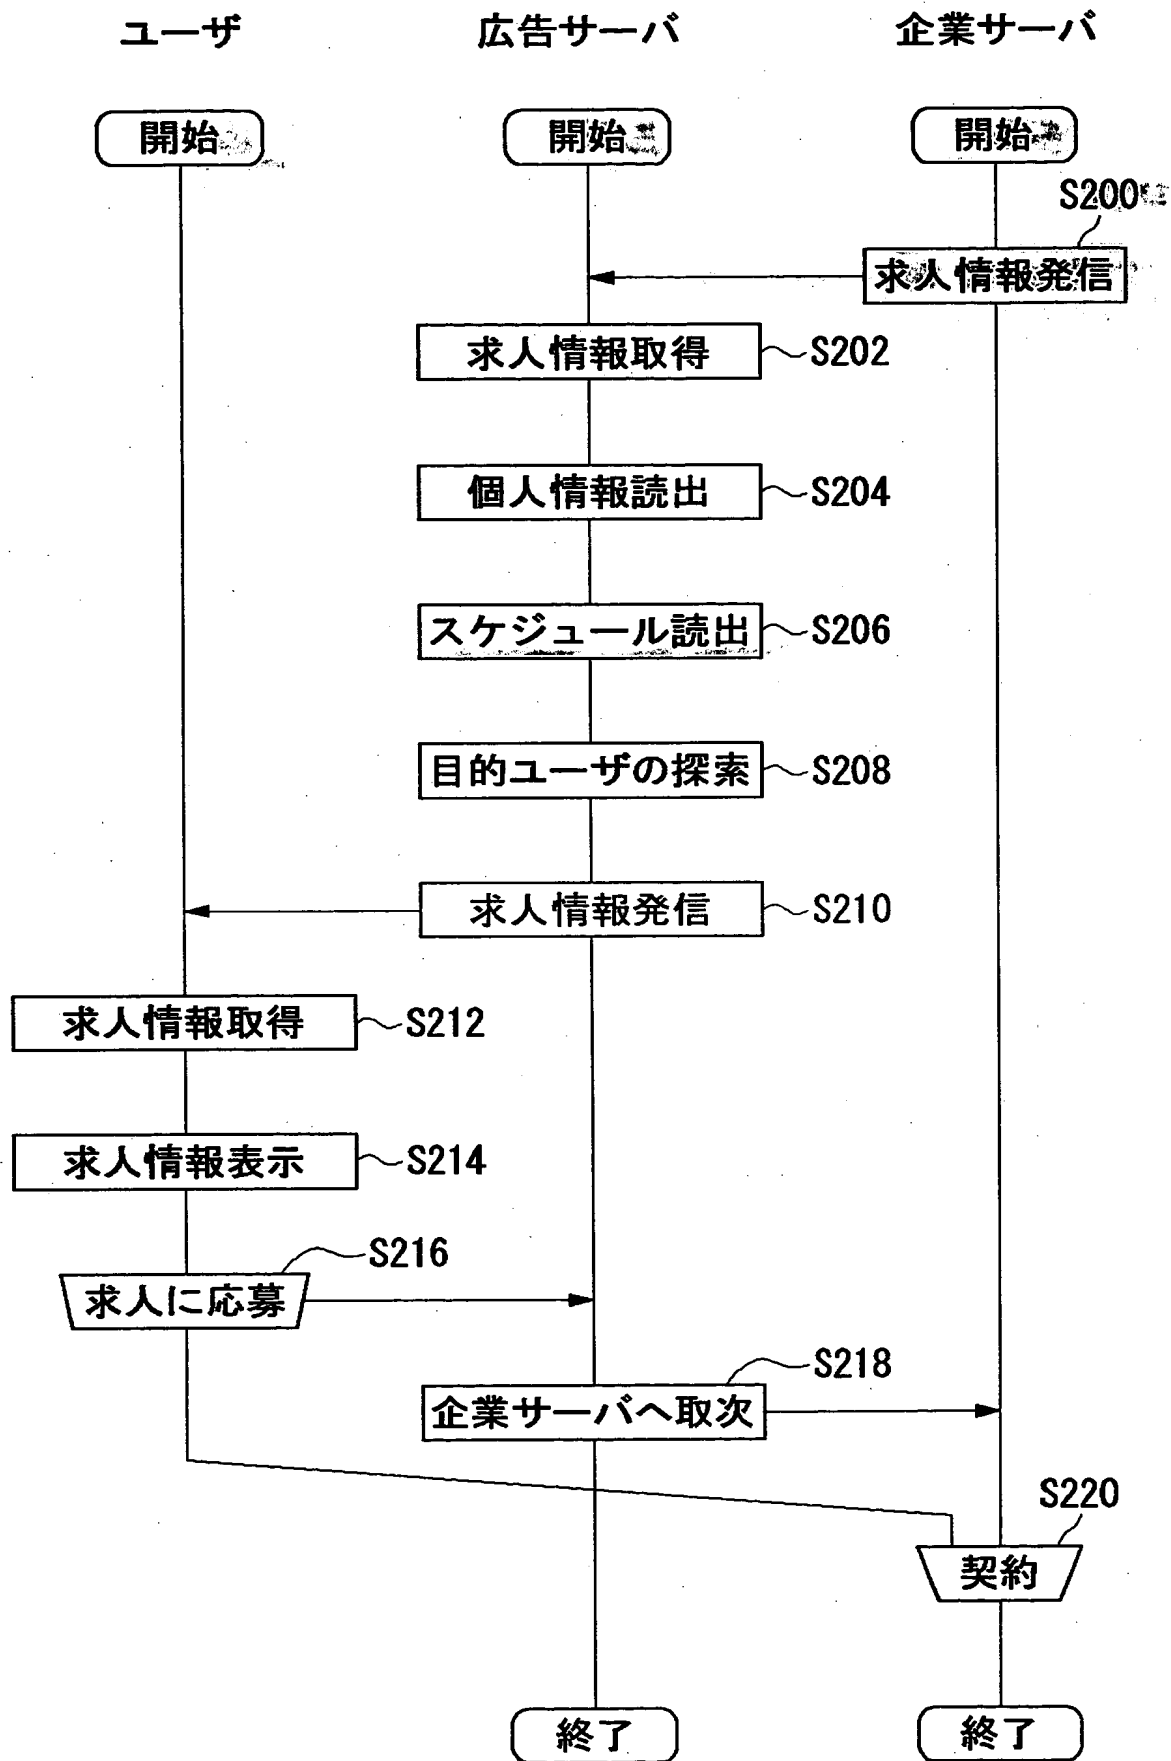 ユーザ 広告サーバ 企業サーバ
開始 開始 開始
S200
求人情報発信
求人情報取得 S202
個人情報読出 S204
スケジュール読出 S206
目的ユーザの探索 S208
求人情報発信 S210
求人情報取得 S212
求人情報表示 S214
S216
求人に応募
S218
企業サーバへ取次
S220
契約
終了 終了